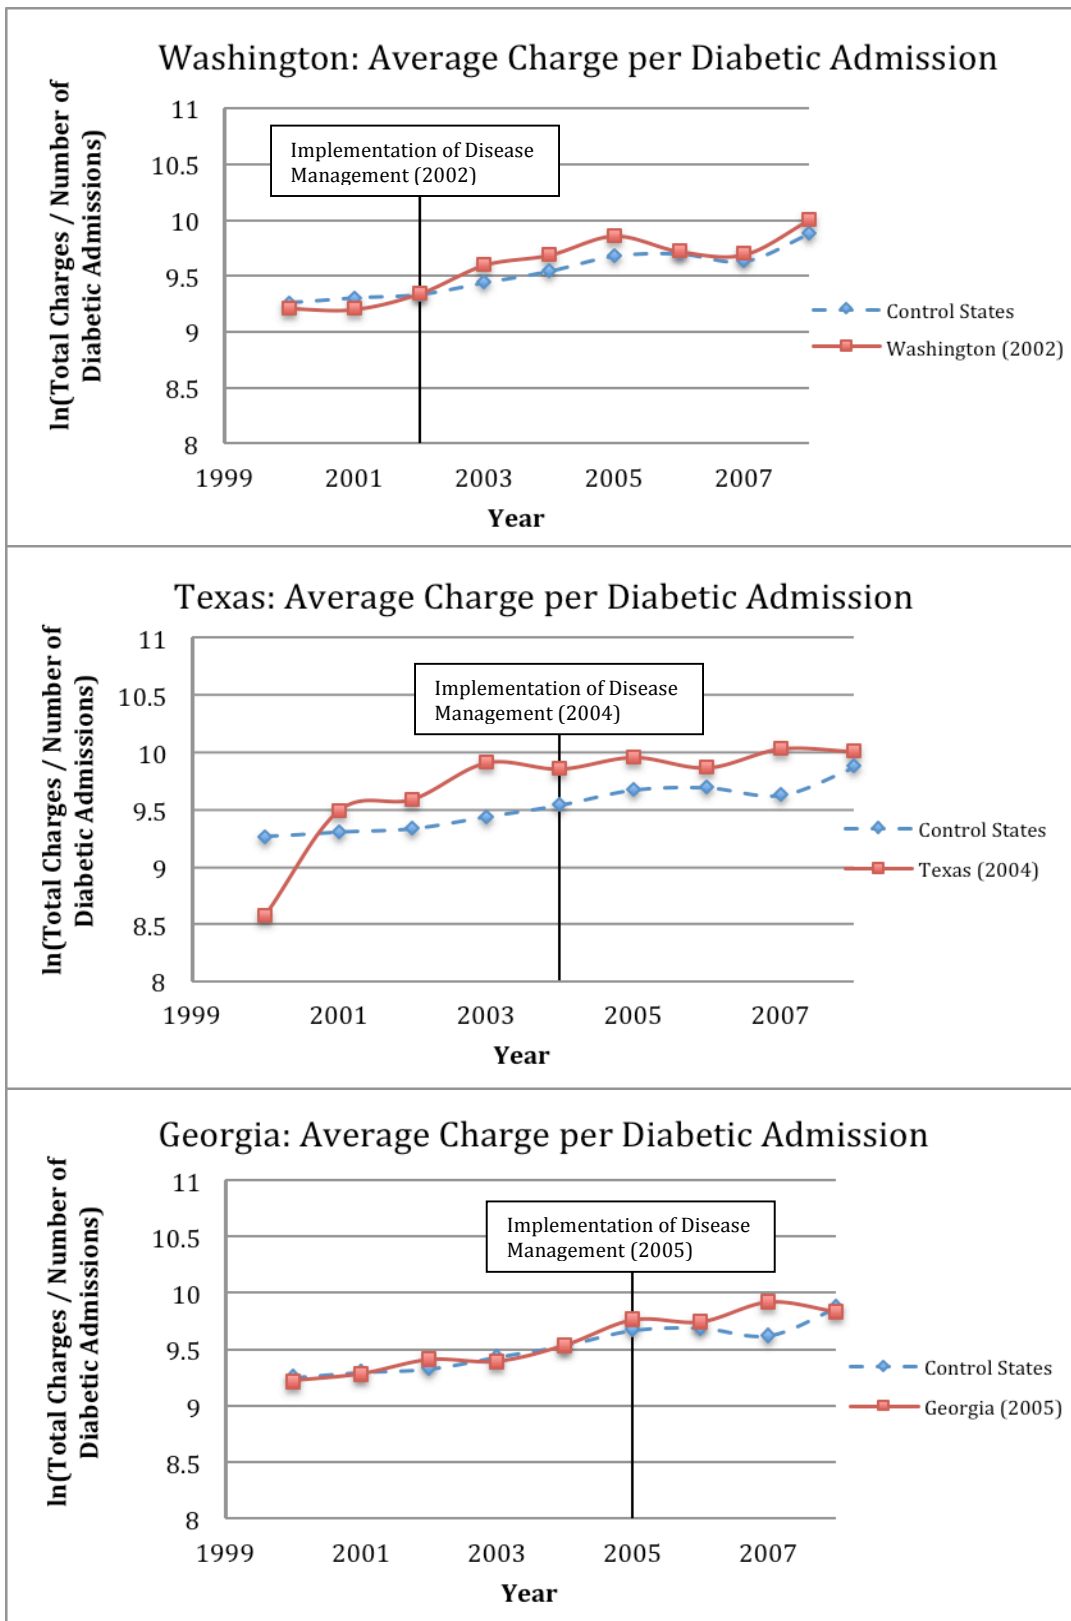 Washington: Average Charge per Diabetic Admission
ln(Total Charges / Number of
Diabetic Admissions)
11
10.5
10
9.5
9
8.5
8
Implementation of Disease
Management (2002)
Control States
Washington (2002)
1999
2001
2003
2005
2007
Year
Texas: Average Charge per Diabetic Admission
ln(Total Charges / Number of
Diabetic Admissions)
11
10.5
10
9.5
9
8.5
8
Implementation of Disease
Management (2004)
Control States
Texas (2004)
1999
2001
2003
2005
2007
Year
Georgia: Average Charge per Diabetic Admission
ln(Total Charges / Number of
Diabetic Admissions)
11
10.5
10
9.5
9
8.5
8
Implementation of Disease
Management (2005)
Control States
Georgia (2005)
1999
2001
2003
2005
2007
Year